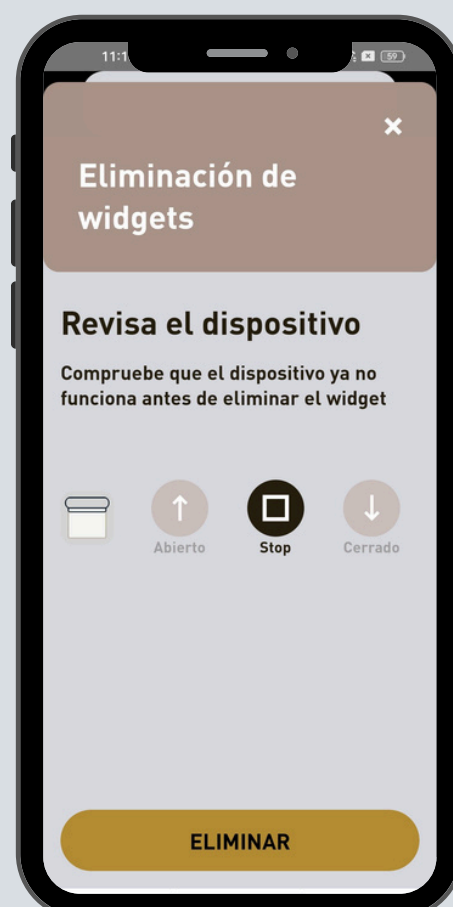 59
Eliminación de
widgets
Revisa el dispositivo
Compruebe que el dispositivo ya no
funciona antes de eliminar el widget
Abierto Stop Cerrado
ELIMINAR